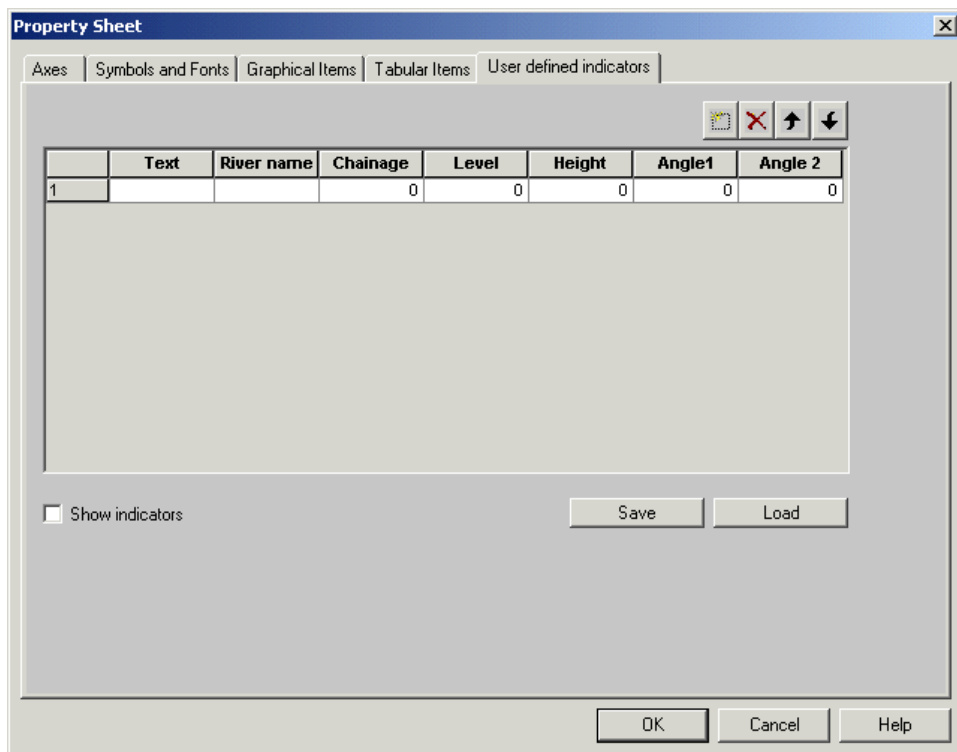 Property Sheet
Axes Symbols and Fonts Graphical Items Tabular Items User defined indicators
Text River name Chainage Level Height Angle1 Angle 2
1 0 0 0 0 0
Show indicators Save Load
OK Cancel Help